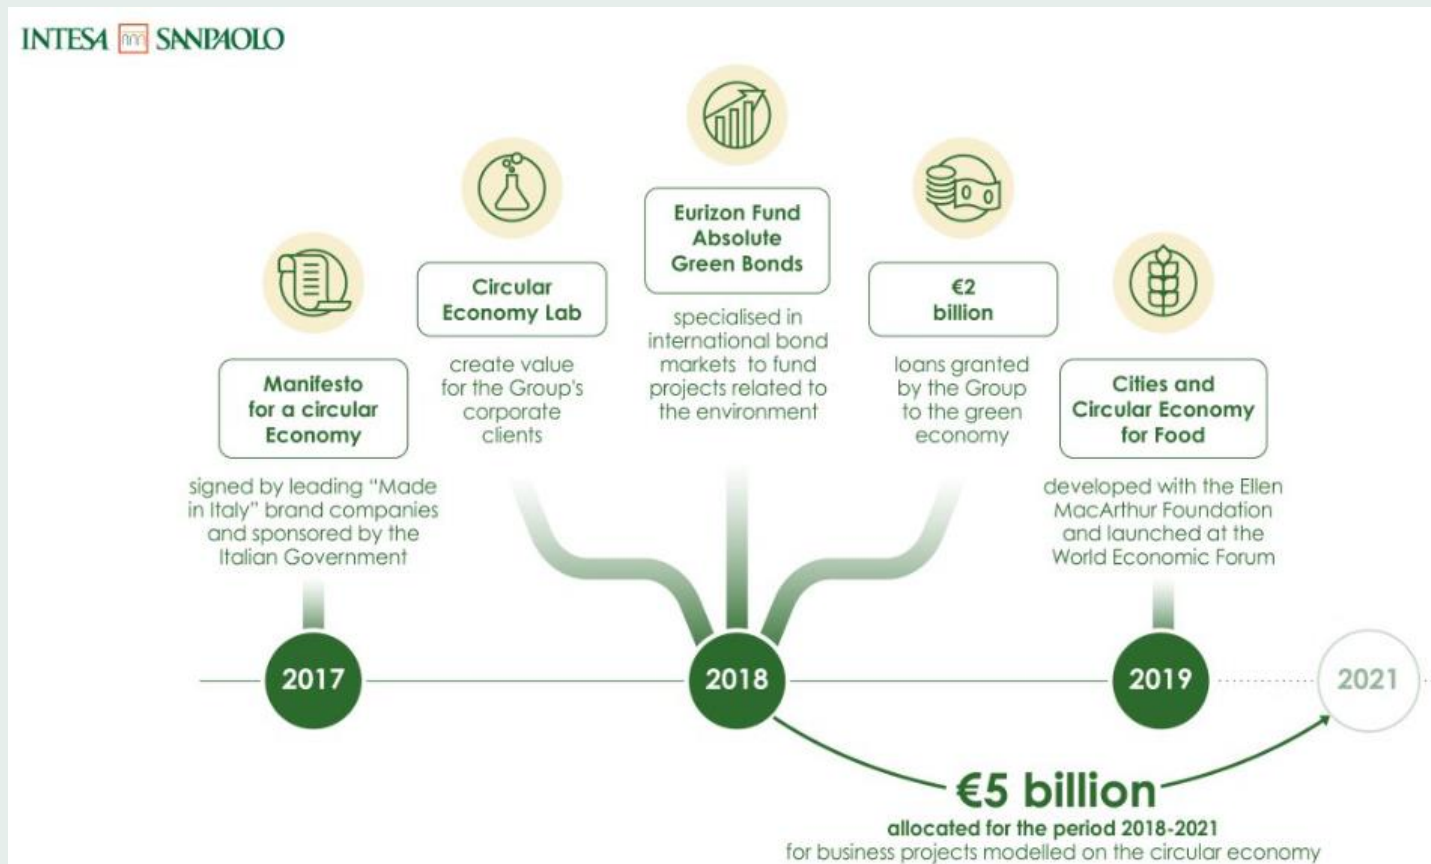 INTESA SANPAOLO
Manifesto
for a circular
Economy
signed by leading “Made
in Italy” brand companies
and sponsored by the
Italian Government
Circular
Economy Lab
create value
for the Group's
corporate
clients
Eurizon Fund
Absolute
Green Bonds
specialised in
international bond
markets to fund
projects related to
the environment
€2
billion
loans granted
by the Group
to the green
economy
Cities and
Circular Economy
for Food
developed with the Ellen
MacArthur Foundation
and launched at the
World Economic Forum
2017
2018
2019
2021
€5 billion
allocated for the period 2018-2021
for business projects modelled on the circular economy